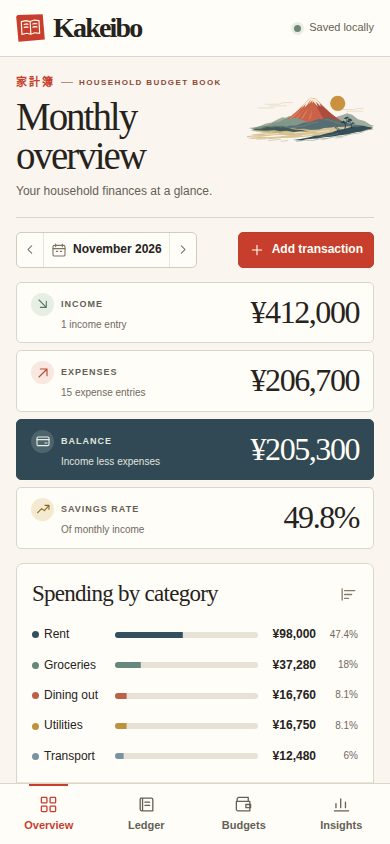 Kakeibo
Saved locally
家計簿 — HOUSEHOLD BUDGET BOOK
Monthly
overview
Your household finances at a glance.
November 2026
Add transaction
INCOME
1 income entry
¥412,000
EXPENSES
15 expense entries
¥206,700
BALANCE
Income less expenses
¥205,300
SAVINGS RATE
Of monthly income
49.8%
Spending by category
Rent ¥98,000 47.4%
Groceries ¥37,280 18%
Dining out ¥16,760 8.1%
Utilities ¥16,750 8.1%
Transport ¥12,480 6%
Overview Ledger Budgets Insights